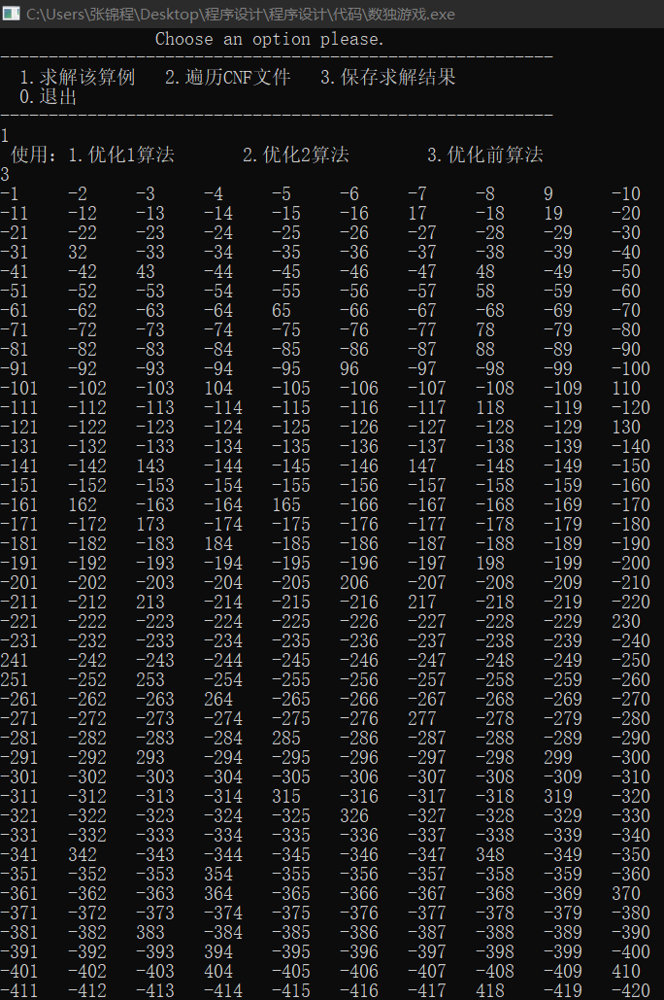 C:\Users\张锦程\Desktop\程序设计\程序设计\代码\数独游戏.exe
Choose an option please.
---------------------------------------------------------
1.求解该算例 2.遍历CNF文件 3.保存求解结果
0.退出
---------------------------------------------------------
1
使用: 1.优化1算法 2.优化2算法 3.优化前算法
3
-1 -2 -3 -4 -5 -6 -7 -8 9 -10
-11 -12 -13 -14 -15 -16 17 -18 19 -20
-21 -22 -23 -24 -25 -26 -27 -28 -29 -30
-31 32 -33 -34 -35 -36 -37 -38 -39 -40
-41 -42 43 -44 -45 -46 -47 48 -49 -50
-51 -52 -53 -54 -55 -56 -57 58 -59 -60
-61 -62 -63 -64 65 -66 -67 -68 -69 -70
-71 -72 -73 -74 -75 -76 -77 78 -79 -80
-81 -82 -83 -84 -85 -86 -87 88 -89 -90
-91 -92 -93 -94 -95 96 -97 -98 -99 -100
-101 -102 -103 104 -105 -106 -107 -108 -109 110
-111 -112 -113 -114 -115 -116 -117 118 -119 -120
-121 -122 -123 -124 -125 -126 -127 -128 -129 130
-131 -132 -133 -134 -135 -136 -137 -138 -139 -140
-141 -142 143 -144 -145 -146 147 -148 -149 -150
-151 -152 -153 -154 -155 -156 -157 -158 -159 -160
-161 162 -163 -164 165 -166 -167 -168 -169 -170
-171 -172 173 -174 -175 -176 -177 -178 -179 -180
-181 -182 -183 184 -185 -186 -187 -188 -189 -190
-191 -192 -193 -194 -195 -196 -197 198 -199 -200
-201 -202 -203 -204 -205 206 -207 -208 -209 -210
-211 -212 213 -214 -215 -216 217 -218 -219 -220
-221 -222 -223 -224 -225 -226 -227 -228 -229 230
-231 -232 -233 -234 -235 -236 -237 -238 -239 -240
241 -242 -243 -244 -245 -246 -247 -248 -249 -250
251 -252 253 -254 -255 -256 -257 -258 -259 -260
-261 -262 -263 264 -265 -266 -267 -268 -269 -270
-271 -272 -273 -274 -275 -276 277 -278 -279 -280
-281 -282 -283 -284 285 -286 -287 -288 -289 -290
-291 -292 293 -294 -295 -296 -297 -298 299 -300
-301 -302 -303 -304 -305 -306 -307 -308 -309 -310
-311 -312 -313 -314 315 -316 -317 -318 319 -320
-321 -322 -323 -324 -325 326 -327 -328 -329 -330
-331 -332 -333 -334 -335 -336 -337 -338 -339 -340
-341 342 -343 -344 -345 -346 -347 348 -349 -350
-351 -352 -353 354 -355 -356 -357 -358 -359 -360
-361 -362 -363 364 -365 -366 -367 -368 -369 370
-371 -372 -373 -374 -375 -376 -377 -378 -379 -380
-381 -382 383 -384 -385 -386 -387 -388 -389 -390
-391 -392 -393 394 -395 -396 -397 -398 -399 -400
-401 -402 -403 404 -405 -406 -407 -408 -409 410
-411 -412 -413 -414 -415 -416 -417 418 -419 -420